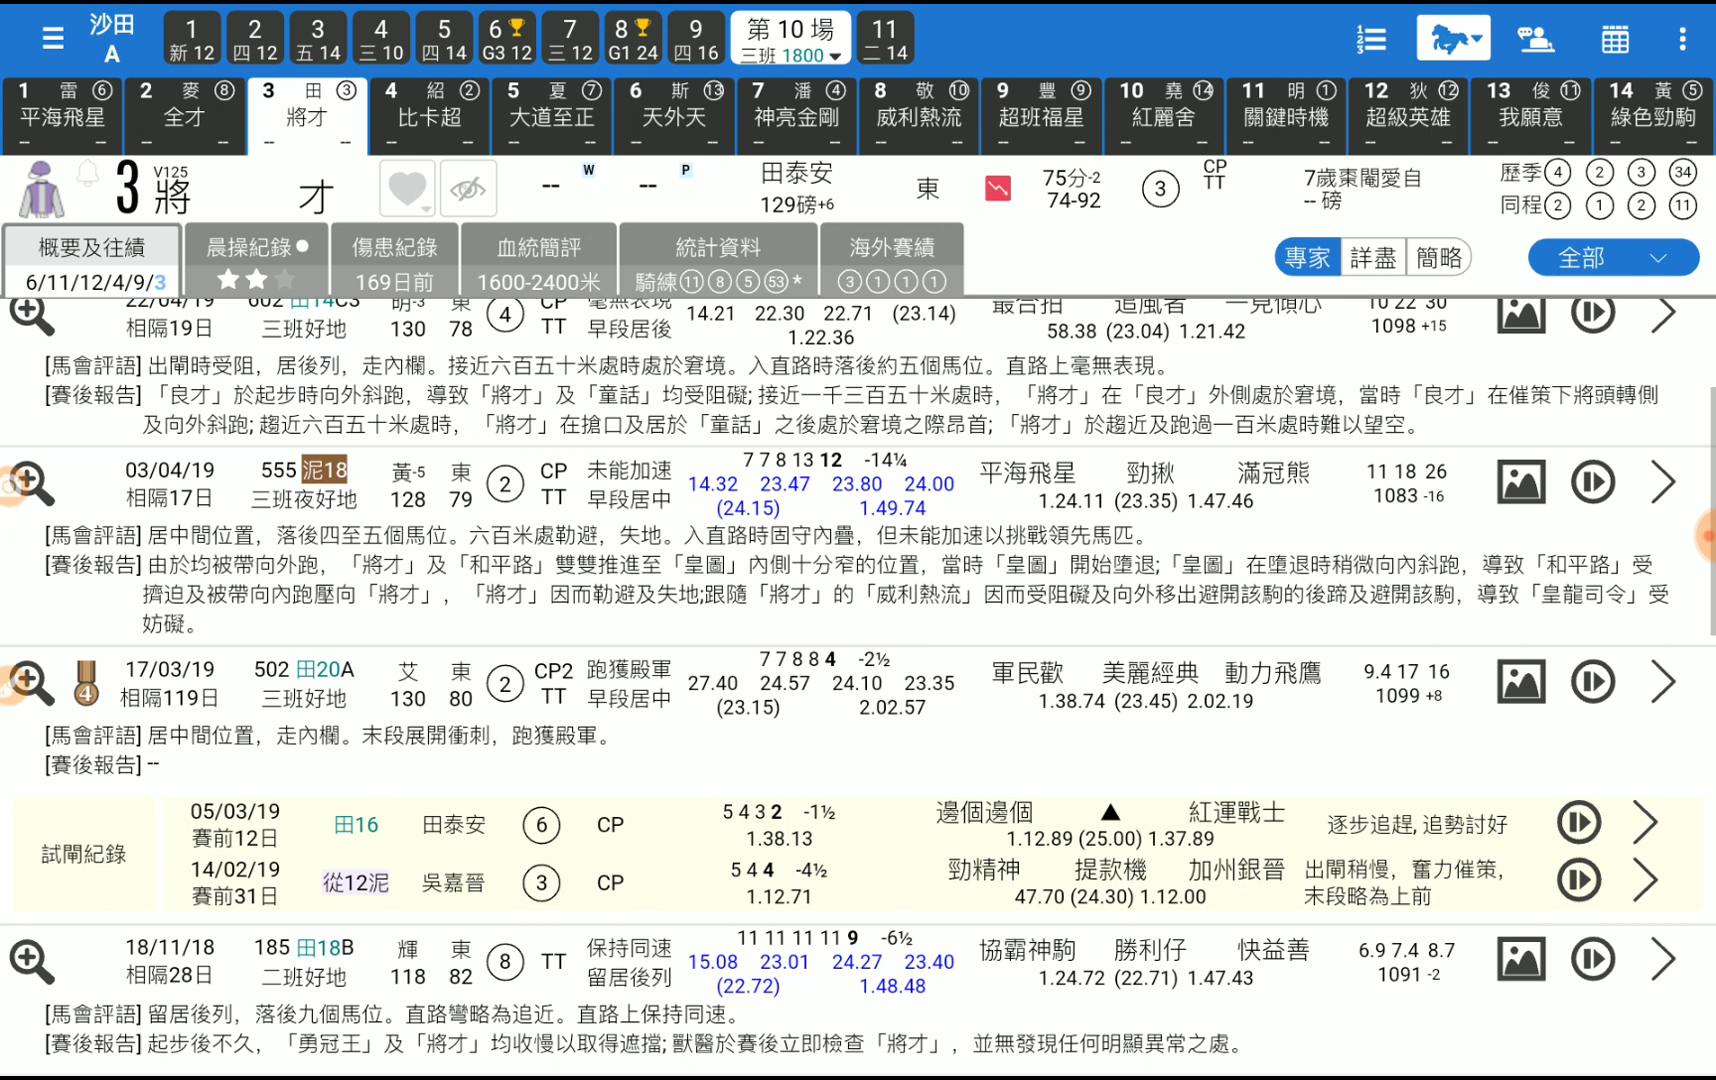 沙田 A
1 新 12
2 四 12
3 五 14
4 三 10
5 四 14
6 G3 12
7 三 12
8 G1 24
9 四 16
第 10 場 三班 1800
11 二 14
1 雷 ⑥ 平海飛星 -- --
2 麥 ⑧ 全才 -- --
3 田 ③ 將才 -- --
4 紹 ② 比卡超 -- --
5 夏 ⑦ 大道至正 -- --
6 斯 ⑬ 天外天 -- --
7 潘 ④ 神亮金剛 -- --
8 敬 ⑩ 威利熱流 -- --
9 豐 ⑨ 超班福星 -- --
10 堯 ⑭ 紅麗舍 -- --
11 明 ① 關鍵時機 -- --
12 狄 ⑫ 超級英雄 -- --
13 俊 ⑪ 我願意 -- --
14 黃 ⑤ 綠色勁駒 -- --
3 V125 將才 -- W -- P 田泰安 129磅+6 東 75分-2 74-92 ③ CP TT 7歲東閹愛自 -- 磅
歷季 ④ ② ③ ㉞
同程 ② ① ② ⑪
概要及往績 6/11/12/4/9/3
晨操紀錄
傷患紀錄 169日前
血統簡評 1600-2400米
統計資料 騎練 ⑪ ⑧ ⑤ 53 *
海外賽績 ③ ① ① ①
專家 詳盡 簡略 全部
22/04/19 602 田14C3 明-3 東 ④ CP 毫無表現 14.21 22.30 22.71 (23.14) 最合拍 追風者 一見傾心 10 22 30
相隔19日 三班好地 130 78 TT 早段居後 1.22.36 58.38 (23.04) 1.21.42 1098 +15
[馬會評語] 出閘時受阻，居後列，走內欄。接近六百五十米處時處於窘境。入直路時落後約五個馬位。直路上毫無表現。
[賽後報告] 「良才」於起步時向外斜跑，導致「將才」及「童話」均受阻礙; 接近一千三百五十米處時，「將才」在「良才」外側處於窘境，當時「良才」在催策下將頭轉側
及向外斜跑; 趨近六百五十米處時，「將才」在搶口及居於「童話」之後處於窘境之際昂首; 「將才」於趨近及跑過一百米處時難以望空。
03/04/19 555 泥18 黃-5 東 ② CP 未能加速 7 7 8 13 12 -14¼ 平海飛星 勁揪 滿冠熊 11 18 26
相隔17日 三班夜好地 128 79 TT 早段居中 14.32 23.47 23.80 24.00 1.24.11 (23.35) 1.47.46 1083 -16
(24.15) 1.49.74
[馬會評語] 居中間位置，落後四至五個馬位。六百米處勒避，失地。入直路時固守內疊，但未能加速以挑戰領先馬匹。
[賽後報告] 由於均被帶向外跑，「將才」及「和平路」雙雙推進至「皇圖」內側十分窄的位置，當時「皇圖」開始墮退;「皇圖」在墮退時稍微向內斜跑，導致「和平路」受
擠迫及被帶向內跑壓向「將才」，「將才」因而勒避及失地;跟隨「將才」的「威利熱流」因而受阻礙及向外移出避開該駒的後蹄及避開該駒，導致「皇龍司令」受
妨礙。
4 17/03/19 502 田20A 艾 東 ② CP2 跑獲殿軍 7 7 8 8 4 -2½ 軍民歡 美麗經典 動力飛鷹 9.4 17 16
相隔119日 三班好地 130 80 TT 早段居中 27.40 24.57 24.10 23.35 1.38.74 (23.45) 2.02.19 1099 +8
(23.15) 2.02.57
[馬會評語] 居中間位置，走內欄。末段展開衝刺，跑獲殿軍。
[賽後報告] --
試閘紀錄
05/03/19 田16 田泰安 ⑥ CP 5 4 3 2 -1½ 邊個邊個 ▲ 紅運戰士 逐步追趕, 追勢討好
賽前12日 1.38.13 1.12.89 (25.00) 1.37.89
14/02/19 從12泥 吳嘉晉 ③ CP 5 4 4 -4½ 勁精神 提款機 加州銀晉 出閘稍慢，奮力催策，
賽前31日 1.12.71 47.70 (24.30) 1.12.00 末段略為上前
18/11/18 185 田18B 輝 東 ⑧ TT 保持同速 11 11 11 11 9 -6½ 協霸神駒 勝利仔 快益善 6.9 7.4 8.7
相隔28日 二班好地 118 82 留居後列 15.08 23.01 24.27 23.40 1.24.72 (22.71) 1.47.43 1091 -2
(22.72) 1.48.48
[馬會評語] 留居後列，落後九個馬位。直路彎略為追近。直路上保持同速。
[賽後報告] 起步後不久，「勇冠王」及「將才」均收慢以取得遮擋; 獸醫於賽後立即檢查「將才」，並無發現任何明顯異常之處。